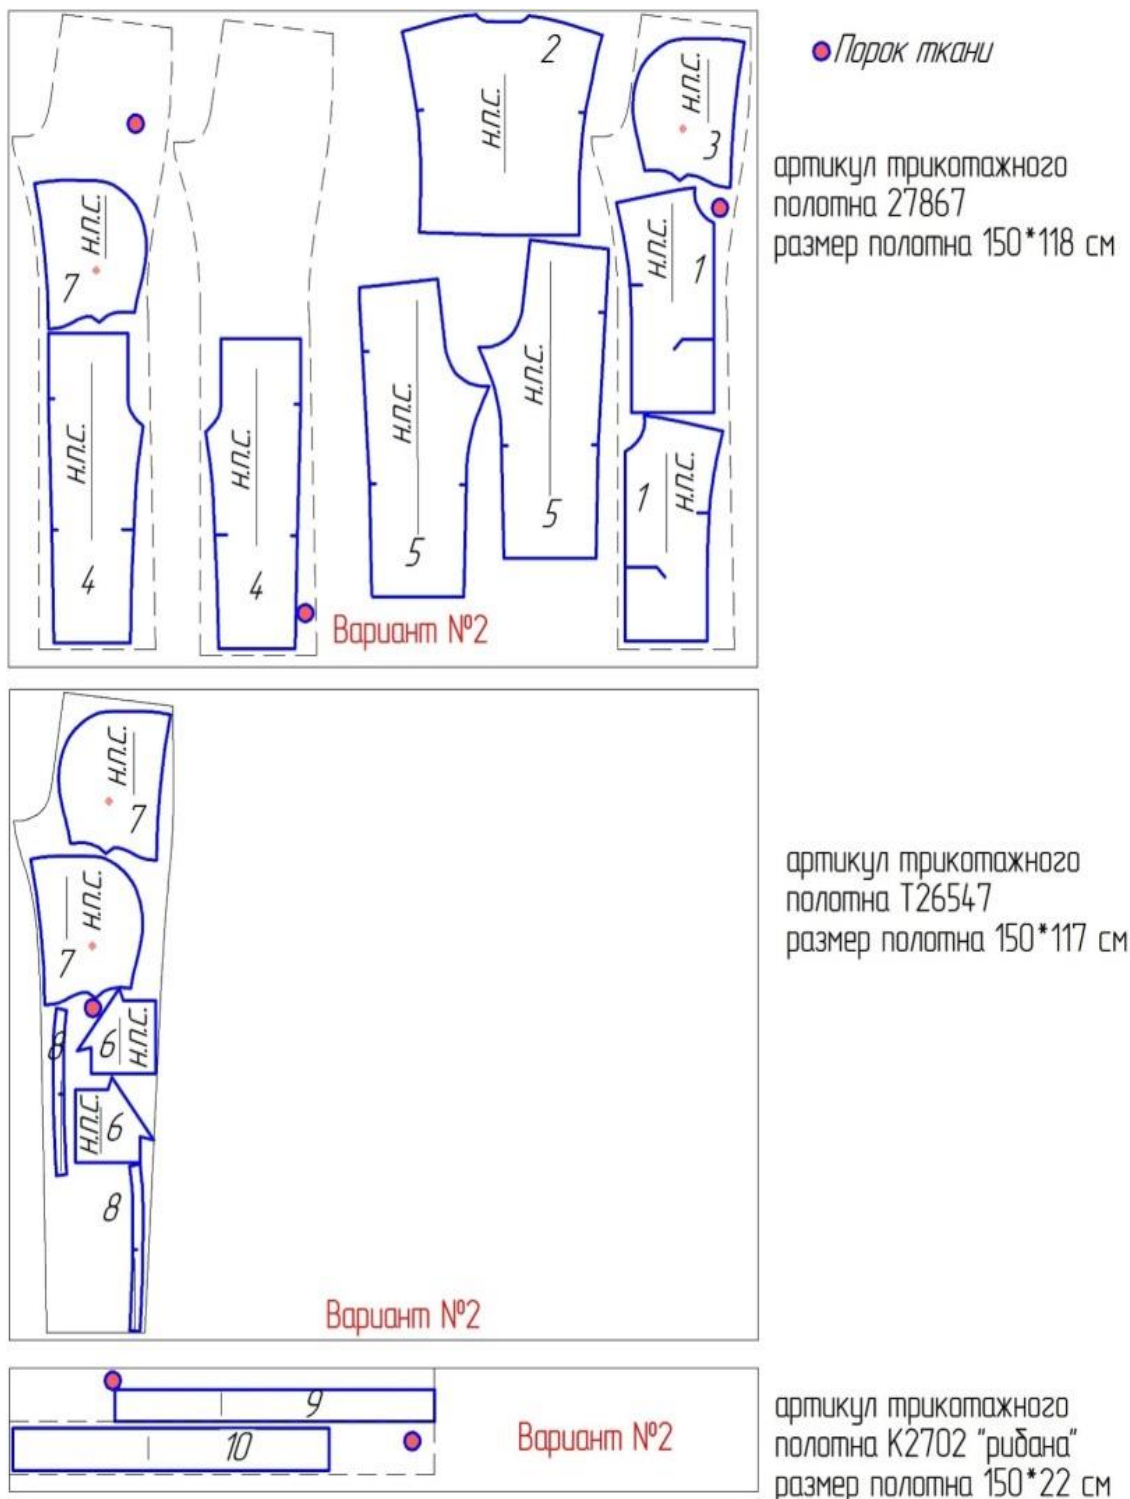 2
Н.П.С.
Н.П.С.
3
Порок ткани
артикул трикотажного
полотна 27867
размер полотна 150*118 см
Н.П.С.
7
Н.П.С.
1
Н.П.С.
4
Н.П.С.
4
Н.П.С.
5
Н.П.С.
5
1
Н.П.С.
Вариант №2
Н.П.С.
7
Н.П.С.
7
8
6
Н.П.С.
Н.П.С.
6
8
Вариант №2
артикул трикотажного
полотна Т26547
размер полотна 150*117 см
9
10
Вариант №2
артикул трикотажного
полотна К2702 "рибана"
размер полотна 150*22 см